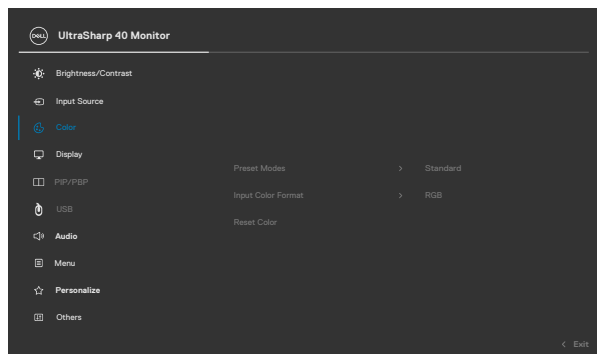 DELL UltraSharp 40 Monitor
Brightness/Contrast
Input Source
Color
Display
PIP/PBP
USB
Audio
Menu
Personalize
Others
Preset Modes > Standard
Input Color Format > RGB
Reset Color
< Exit